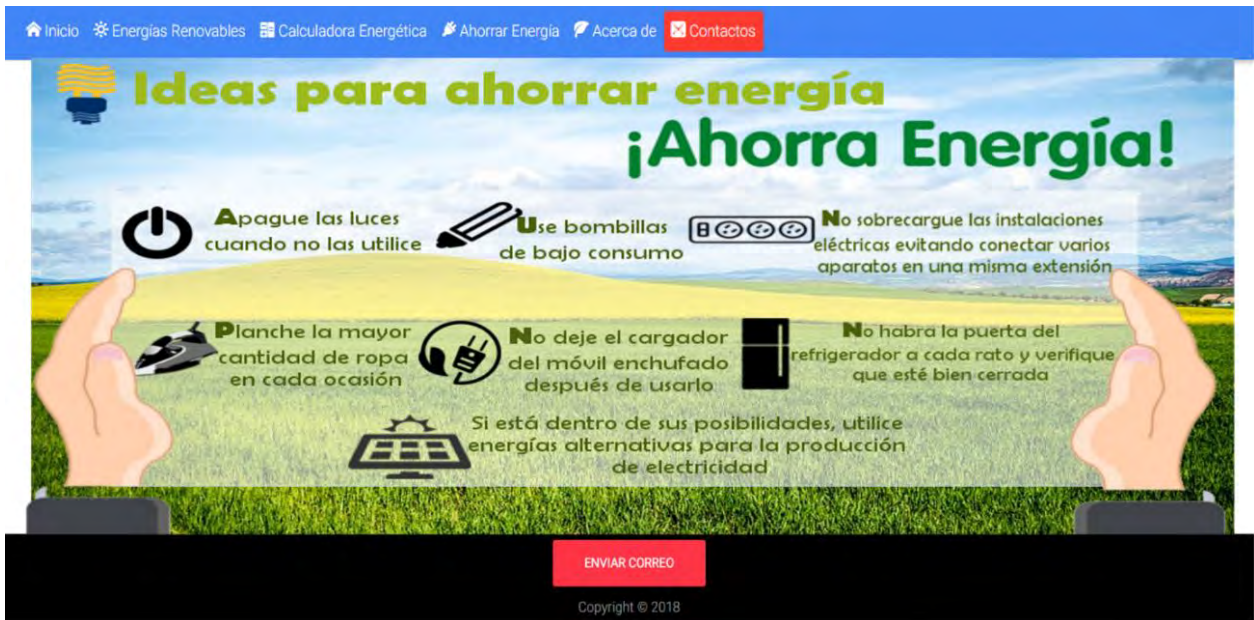 Inicio Energías Renovables Calculadora Energética Ahorrar Energía Acerca de Contactos
Ideas para ahorrar energía
¡Ahorra Energía!
Apague las luces
cuando no las utilice
Use bombillas
de bajo consumo
No sobrecargue las instalaciones
eléctricas evitando conectar varios
aparatos en una misma extensión
Planche la mayor
cantidad de ropa
en cada ocasión
No deje el cargador
del móvil enchufado
después de usarlo
No habra la puerta del
refrigerador a cada rato y verifique
que esté bien cerrada
Si está dentro de sus posibilidades, utilice
energías alternativas para la producción
de electricidad
ENVIAR CORREO
Copyright © 2018